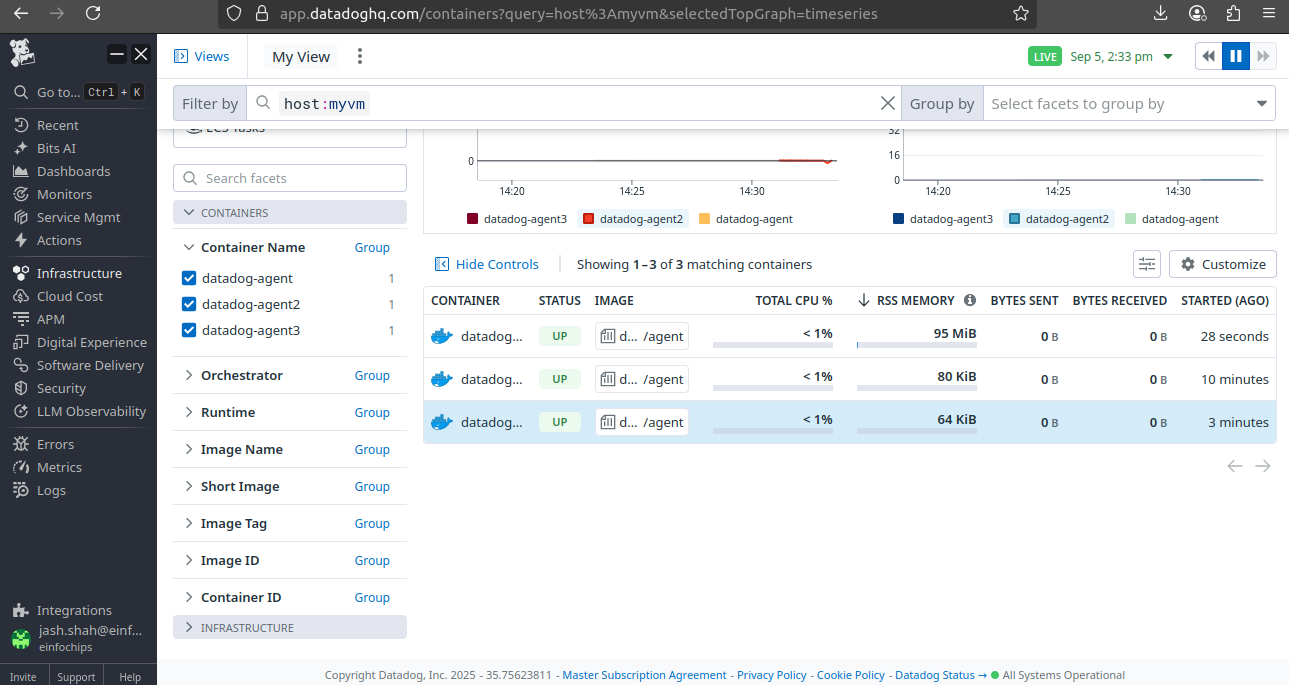 app.datadoghq.com/containers?query=host%3Amyvm&selectedTopGraph=timeseries
Views
My View
LIVE
Sep 5, 2:33 pm
Go to... Ctrl + K
Filter by
host:myvm
Group by
Select facets to group by
Recent
Bits AI
Dashboards
Monitors
Service Mgmt
Actions
Infrastructure
Cloud Cost
APM
Digital Experience
Software Delivery
Security
LLM Observability
Errors
Metrics
Logs
Integrations
jash.shah@einf...
einfochips
Invite
Support
Help
ECS Tasks
Search facets
CONTAINERS
Container Name Group
datadog-agent 1
datadog-agent2 1
datadog-agent3 1
Orchestrator Group
Runtime Group
Image Name Group
Short Image Group
Image Tag Group
Image ID Group
Container ID Group
INFRASTRUCTURE
0
14:20 14:25 14:30
datadog-agent3 datadog-agent2 datadog-agent
32
16
0
14:20 14:25 14:30
datadog-agent3 datadog-agent2 datadog-agent
Hide Controls
Showing 1–3 of 3 matching containers
Customize
CONTAINER STATUS IMAGE TOTAL CPU % RSS MEMORY BYTES SENT BYTES RECEIVED STARTED (AGO)
datadog... UP d... /agent < 1% 95 MiB 0 B 0 B 28 seconds
datadog... UP d... /agent < 1% 80 KiB 0 B 0 B 10 minutes
datadog... UP d... /agent < 1% 64 KiB 0 B 0 B 3 minutes
Copyright Datadog, Inc. 2025 - 35.75623811 - Master Subscription Agreement - Privacy Policy - Cookie Policy - Datadog Status → All Systems Operational